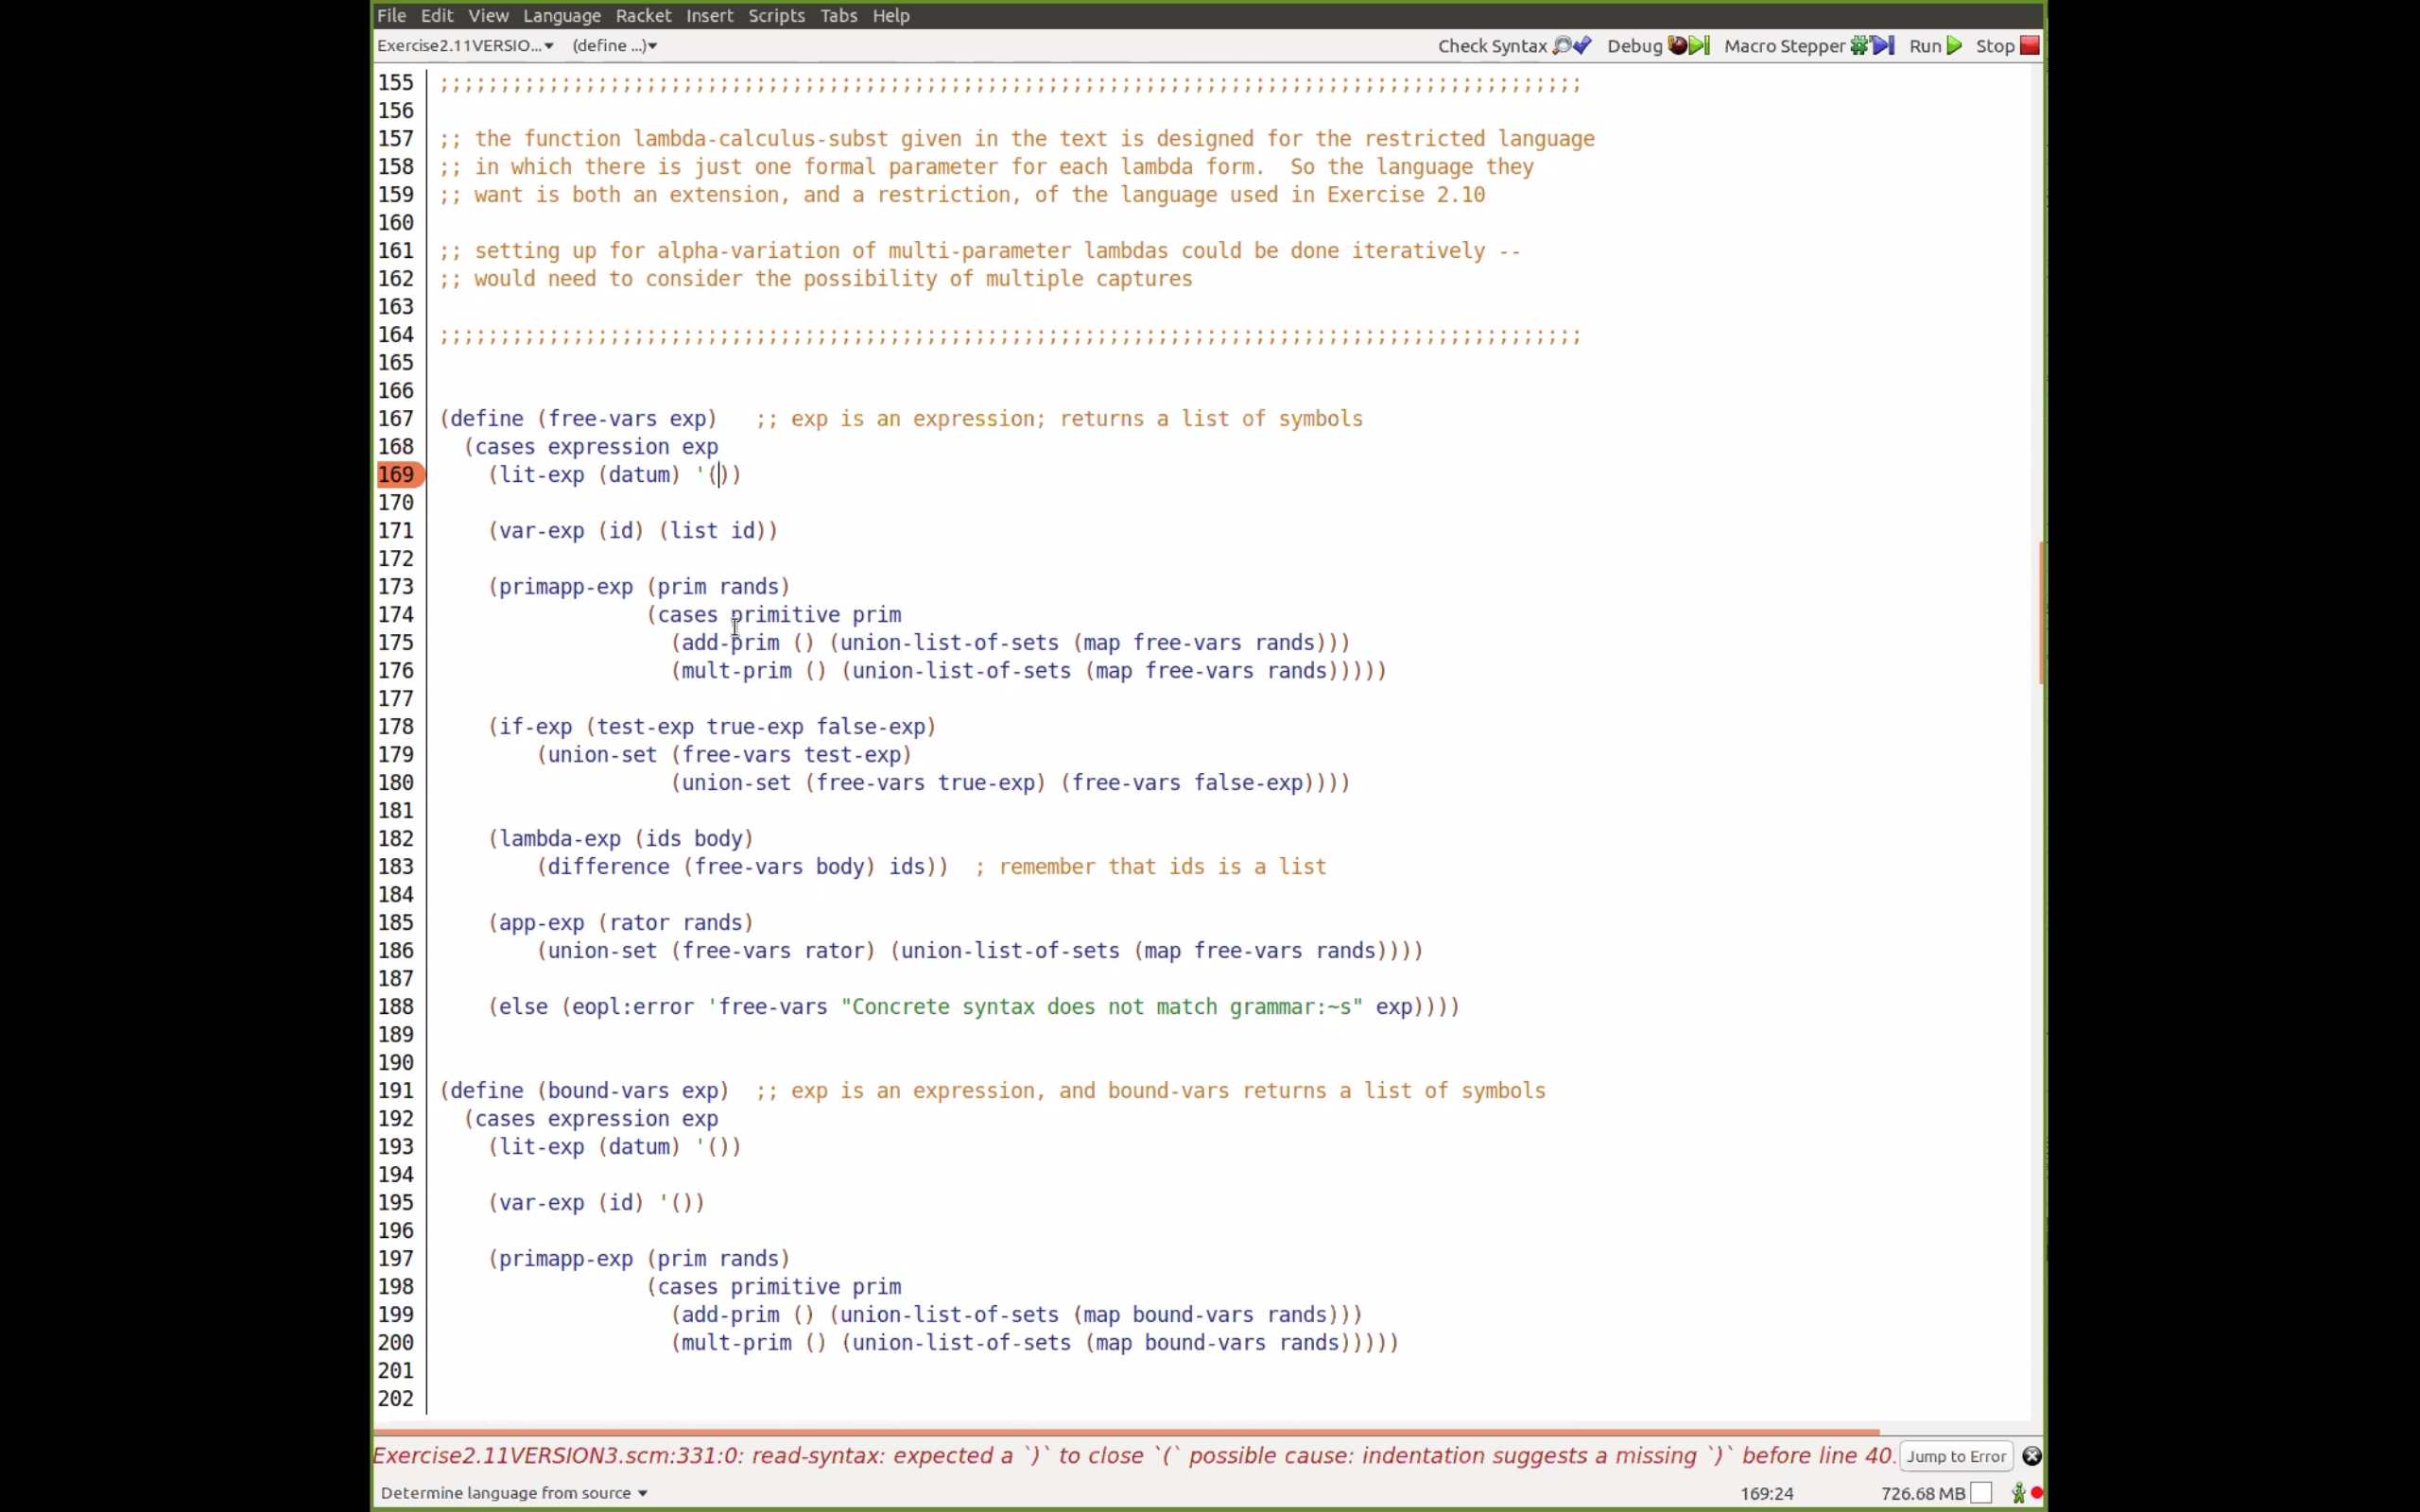 File Edit View Language Racket Insert Scripts Tabs Help
Exercise2.11VERSIO...▾ (define ...)▾ Check Syntax Debug Macro Stepper Run Stop
155 ;;;;;;;;;;;;;;;;;;;;;;;;;;;;;;;;;;;;;;;;;;;;;;;;;;;;;;;;;;;;;;;;;;;;;;;;;;;;;;;;;;;;;;;;;;;;;;
156
157 ;; the function lambda-calculus-subst given in the text is designed for the restricted language
158 ;; in which there is just one formal parameter for each lambda form.  So the language they
159 ;; want is both an extension, and a restriction, of the language used in Exercise 2.10
160
161 ;; setting up for alpha-variation of multi-parameter lambdas could be done iteratively --
162 ;; would need to consider the possibility of multiple captures
163
164 ;;;;;;;;;;;;;;;;;;;;;;;;;;;;;;;;;;;;;;;;;;;;;;;;;;;;;;;;;;;;;;;;;;;;;;;;;;;;;;;;;;;;;;;;;;;;;;
165
166
167 (define (free-vars exp)   ;; exp is an expression; returns a list of symbols
168   (cases expression exp
169     (lit-exp (datum) '())
170
171     (var-exp (id) (list id))
172
173     (primapp-exp (prim rands)
174                  (cases primitive prim
175                    (add-prim () (union-list-of-sets (map free-vars rands)))
176                    (mult-prim () (union-list-of-sets (map free-vars rands)))))
177
178     (if-exp (test-exp true-exp false-exp)
179         (union-set (free-vars test-exp)
180                    (union-set (free-vars true-exp) (free-vars false-exp))))
181
182     (lambda-exp (ids body)
183         (difference (free-vars body) ids))  ; remember that ids is a list
184
185     (app-exp (rator rands)
186         (union-set (free-vars rator) (union-list-of-sets (map free-vars rands))))
187
188     (else (eopl:error 'free-vars "Concrete syntax does not match grammar:~s" exp))))
189
190
191 (define (bound-vars exp)  ;; exp is an expression, and bound-vars returns a list of symbols
192   (cases expression exp
193     (lit-exp (datum) '())
194
195     (var-exp (id) '())
196
197     (primapp-exp (prim rands)
198                  (cases primitive prim
199                    (add-prim () (union-list-of-sets (map bound-vars rands)))
200                    (mult-prim () (union-list-of-sets (map bound-vars rands)))))
201
202
Exercise2.11VERSION3.scm:331:0: read-syntax: expected a `)` to close `(` possible cause: indentation suggests a missing `)` before line 40. Jump to Error
Determine language from source ▾ 169:24 726.68 MB